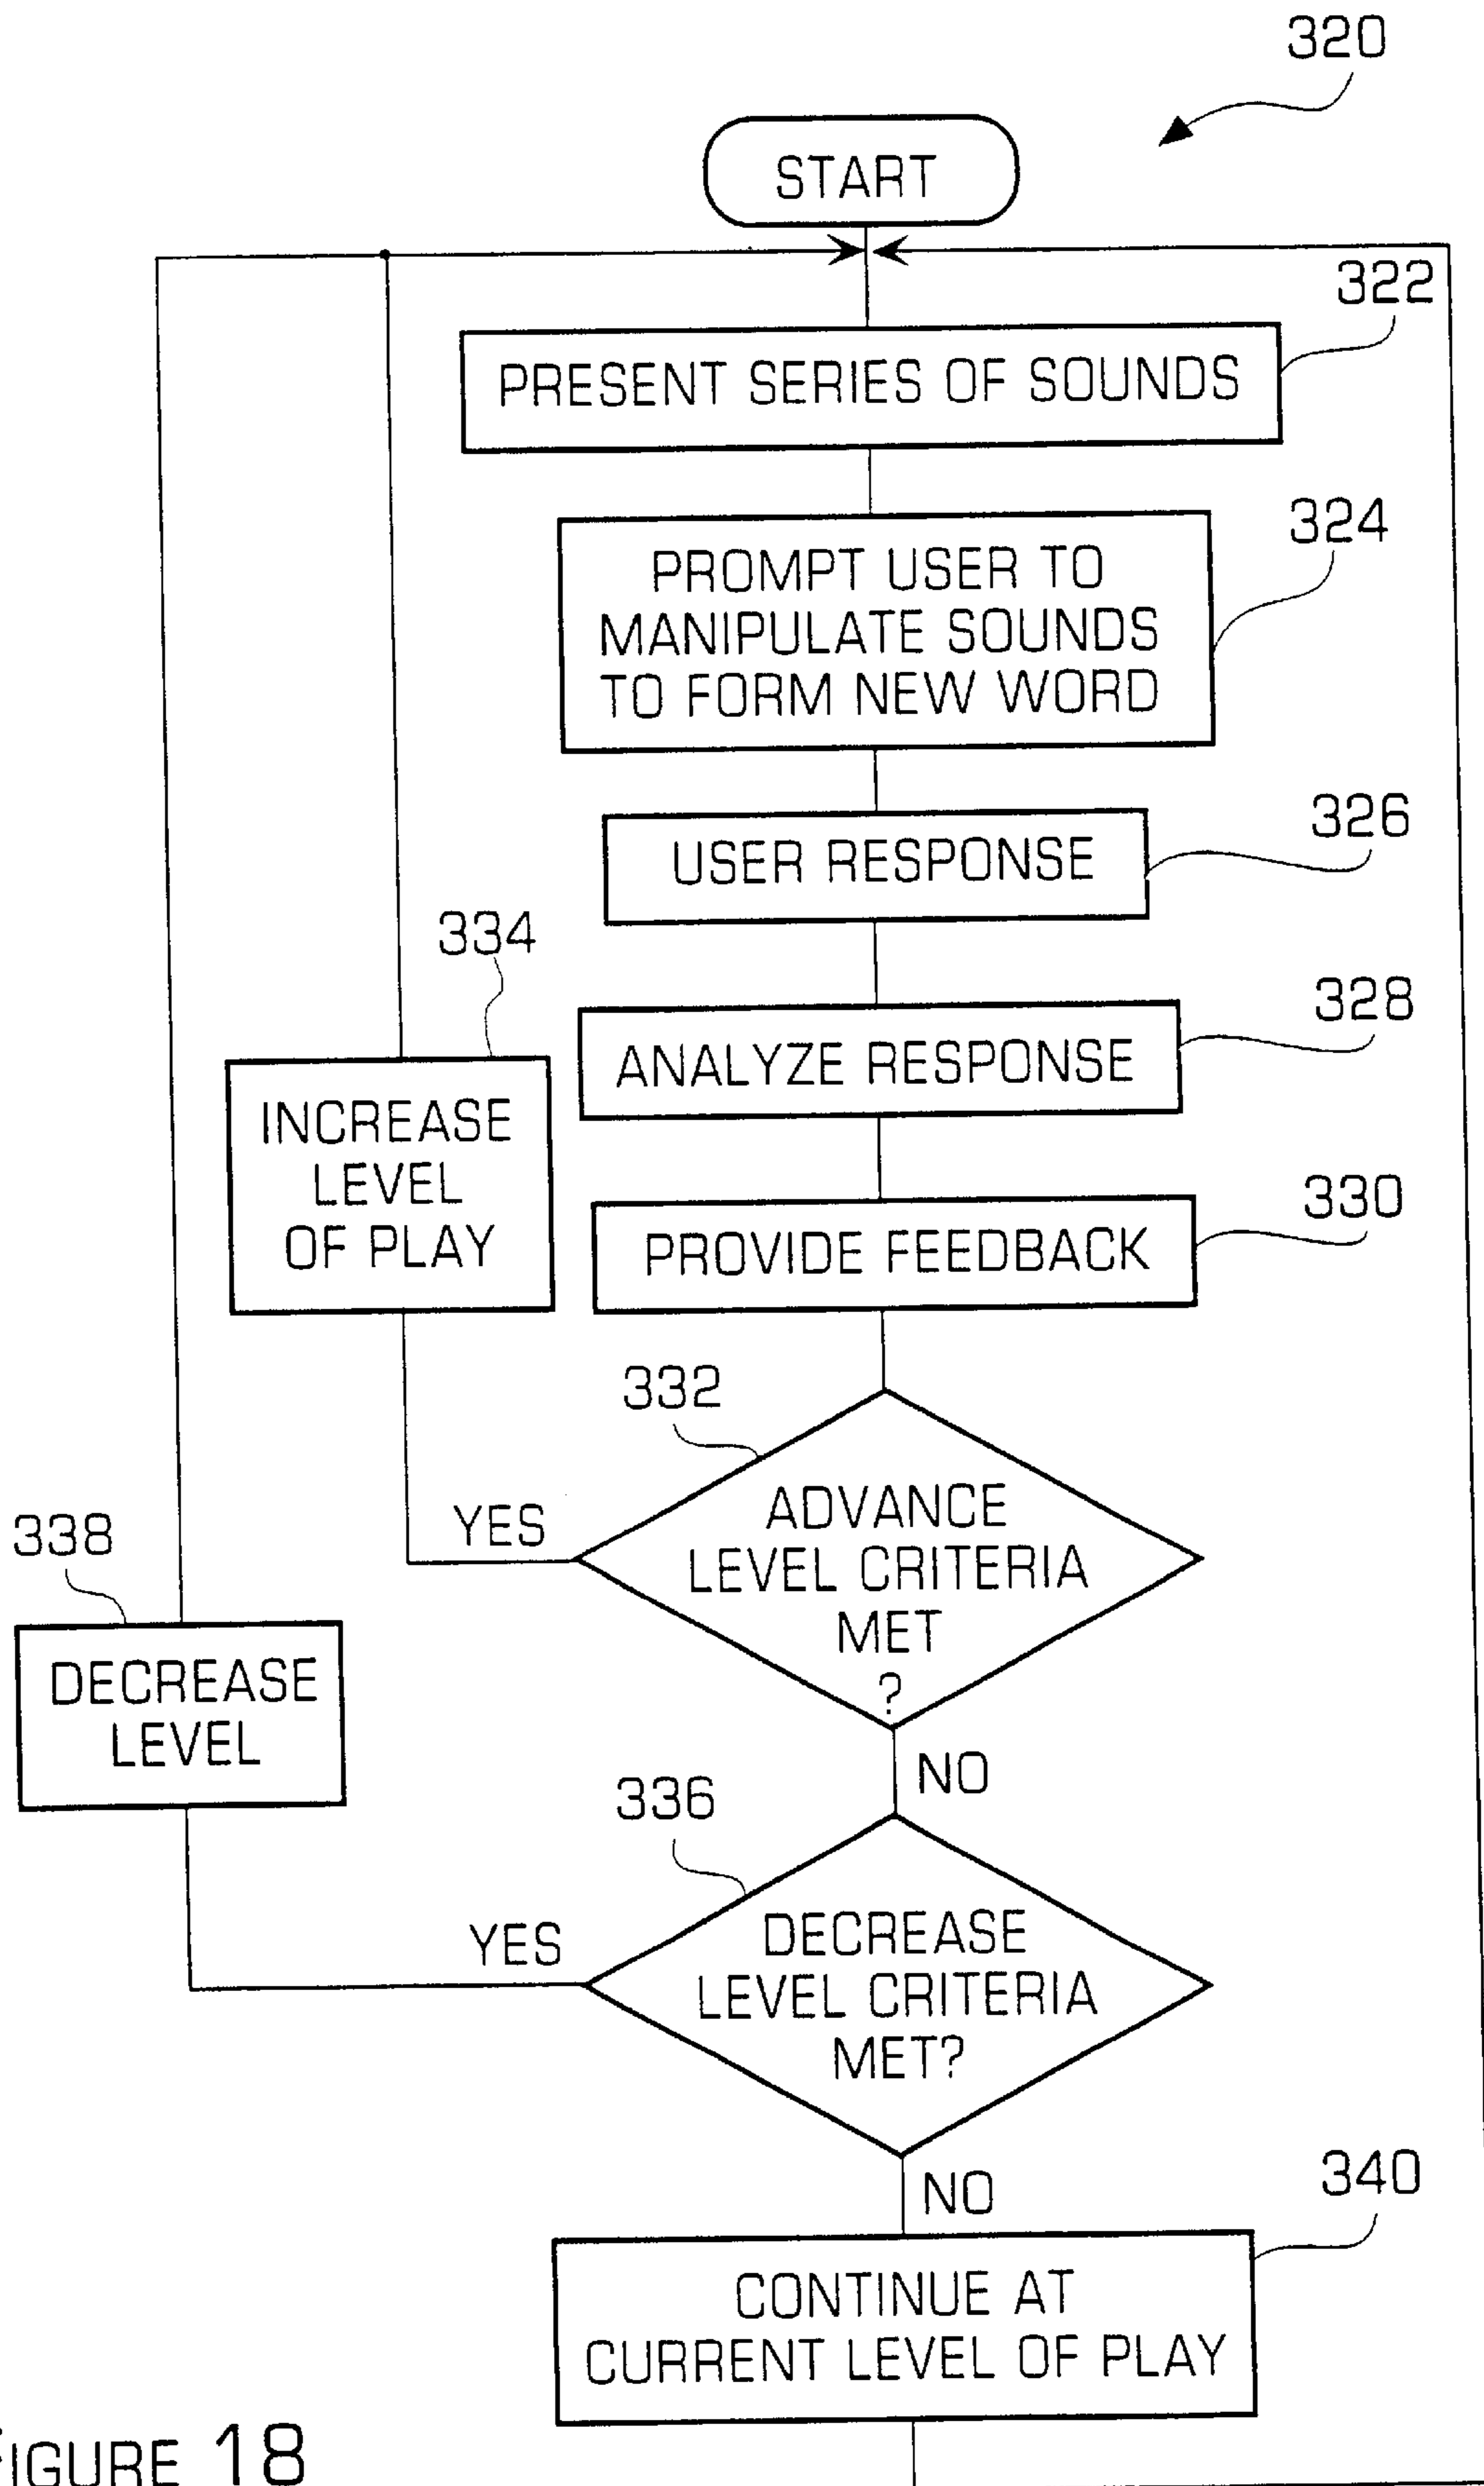 320
START
322
PRESENT SERIES OF SOUNDS
324
PROMPT USER TO
MANIPULATE SOUNDS
TO FORM NEW WORD
326
USER RESPONSE
334
328
INCREASE
LEVEL
OF PLAY
ANALYZE RESPONSE
330
PROVIDE FEEDBACK
332
YES
ADVANCE
LEVEL CRITERIA
MET
?
338
DECREASE
LEVEL
NO
336
YES
DECREASE
LEVEL CRITERIA
MET?
NO
340
CONTINUE AT
CURRENT LEVEL OF PLAY
FIGURE 18